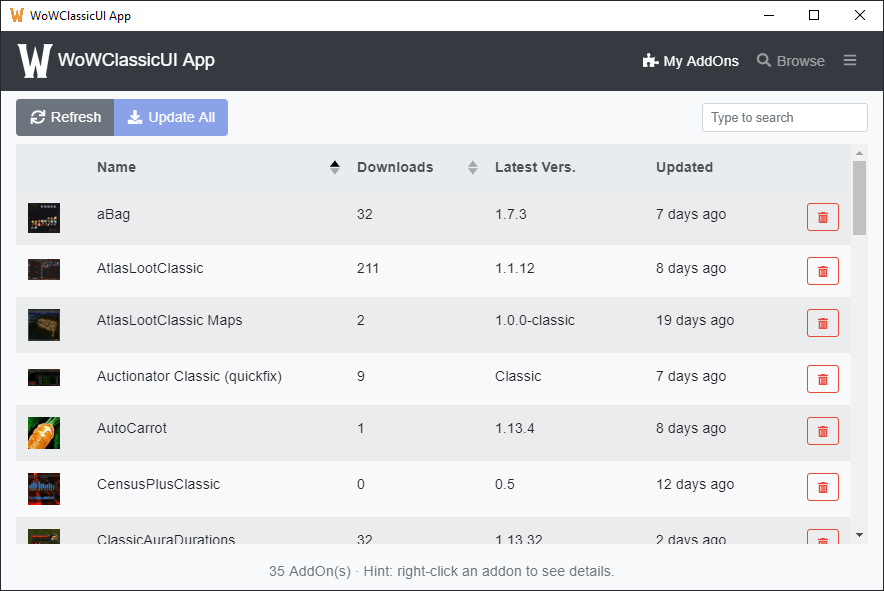 WoWClassicUI App
WoWClassicUI App
My AddOns
Browse
Refresh
Update All
Type to search
Name Downloads Latest Vers. Updated
aBag 32 1.7.3 7 days ago
AtlasLootClassic 211 1.1.12 8 days ago
AtlasLootClassic Maps 2 1.0.0-classic 19 days ago
Auctionator Classic (quickfix) 9 Classic 7 days ago
AutoCarrot 1 1.13.4 8 days ago
CensusPlusClassic 0 0.5 12 days ago
ClassicAuraDurations 32 1.13.32 2 days ago
35 AddOn(s) · Hint: right-click an addon to see details.